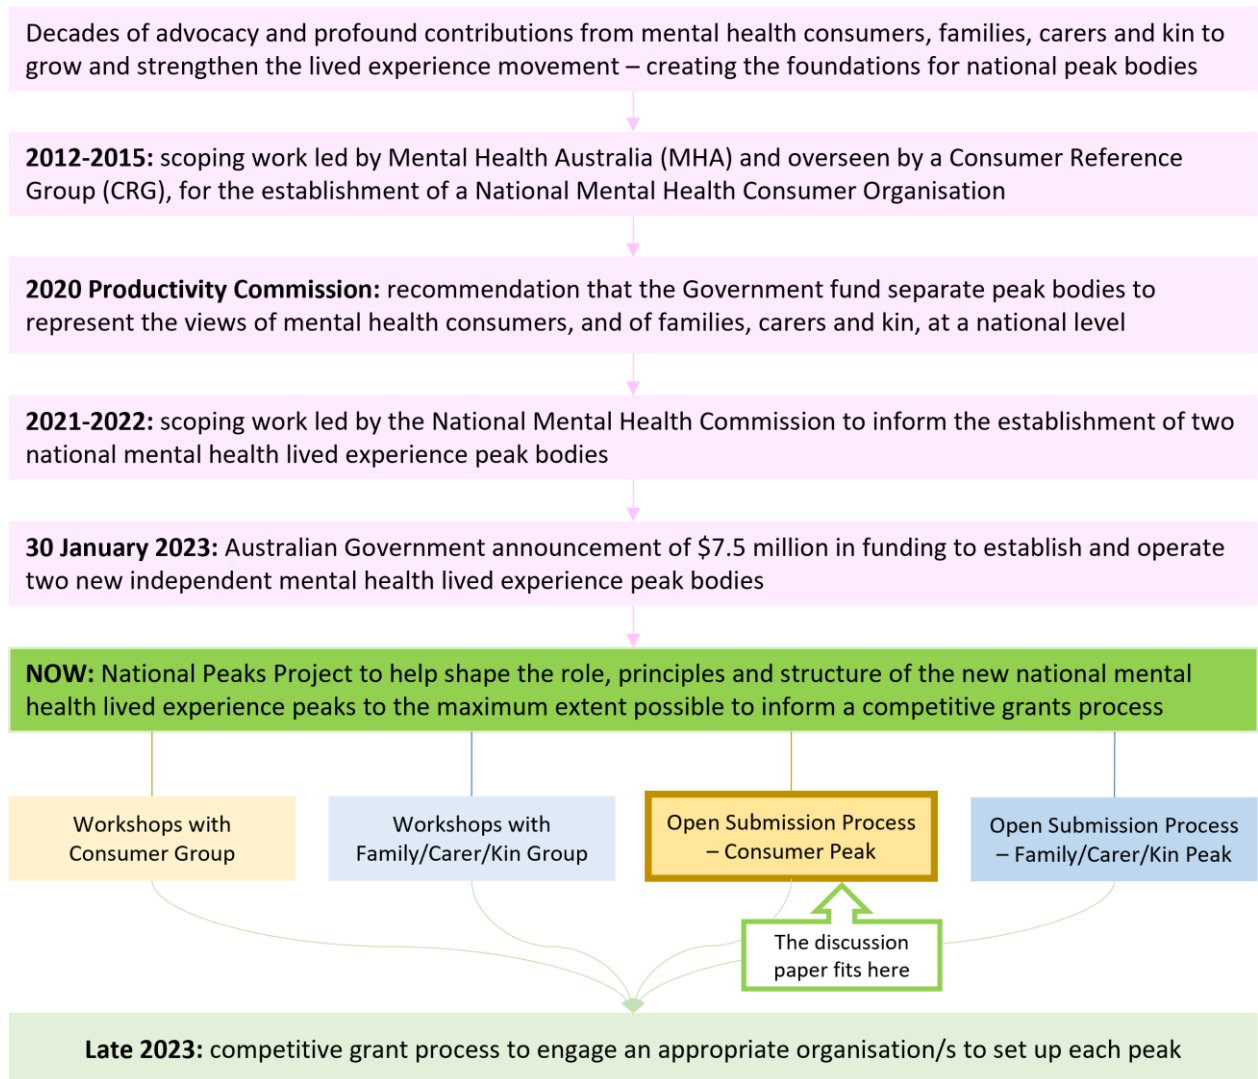 Decades of advocacy and profound contributions from mental health consumers, families, carers and kin to
grow and strengthen the lived experience movement – creating the foundations for national peak bodies
2012-2015: scoping work led by Mental Health Australia (MHA) and overseen by a Consumer Reference
Group (CRG), for the establishment of a National Mental Health Consumer Organisation
2020 Productivity Commission: recommendation that the Government fund separate peak bodies to
represent the views of mental health consumers, and of families, carers and kin, at a national level
2021-2022: scoping work led by the National Mental Health Commission to inform the establishment of two
national mental health lived experience peak bodies
30 January 2023: Australian Government announcement of $7.5 million in funding to establish and operate
two new independent mental health lived experience peak bodies
NOW: National Peaks Project to help shape the role, principles and structure of the new national mental
health lived experience peaks to the maximum extent possible to inform a competitive grants process
Workshops with
Consumer Group
Workshops with
Family/Carer/Kin Group
Open Submission Process
– Consumer Peak
Open Submission Process
– Family/Carer/Kin Peak
The discussion
paper fits here
Late 2023: competitive grant process to engage an appropriate organisation/s to set up each peak